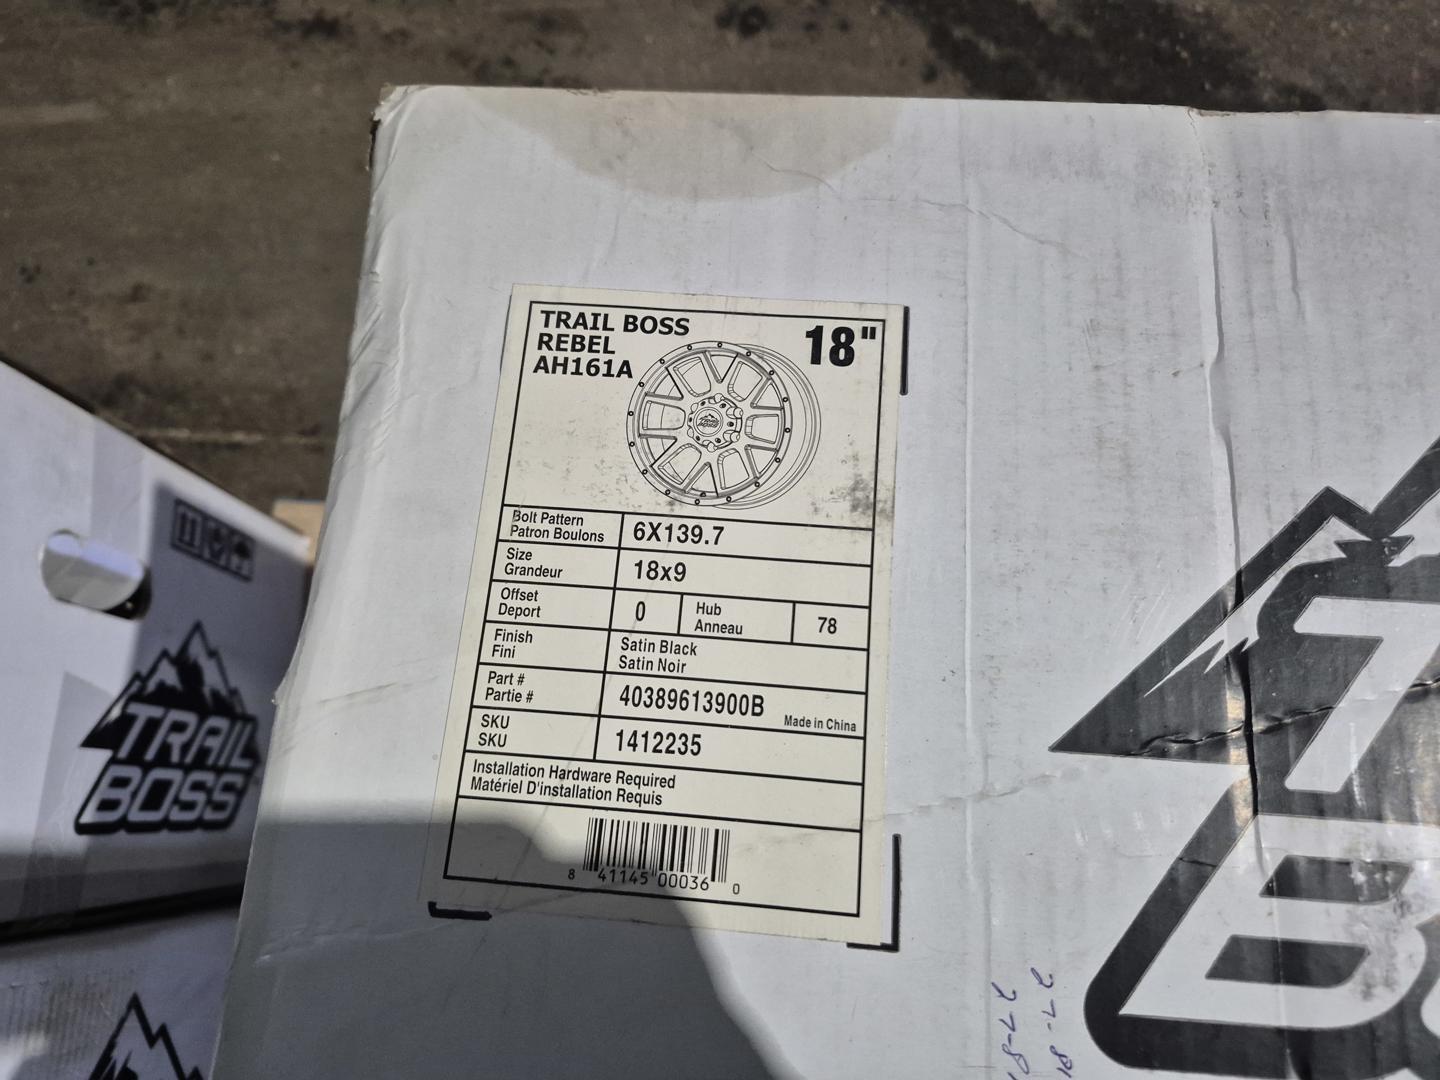 TRAIL BOSS
REBEL
AH161A
18"
Bolt Pattern
Patron Boulons
6X139.7
Size
Grandeur
18x9
Offset
Deport
0
Hub
Anneau
78
Finish
Fini
Satin Black
Satin Noir
Part #
Partie #
40389613900B
Made in China
SKU
SKU
1412235
Installation Hardware Required
Matériel D'installation Requis
8 41145 00036 0
TRAIL
BOSS